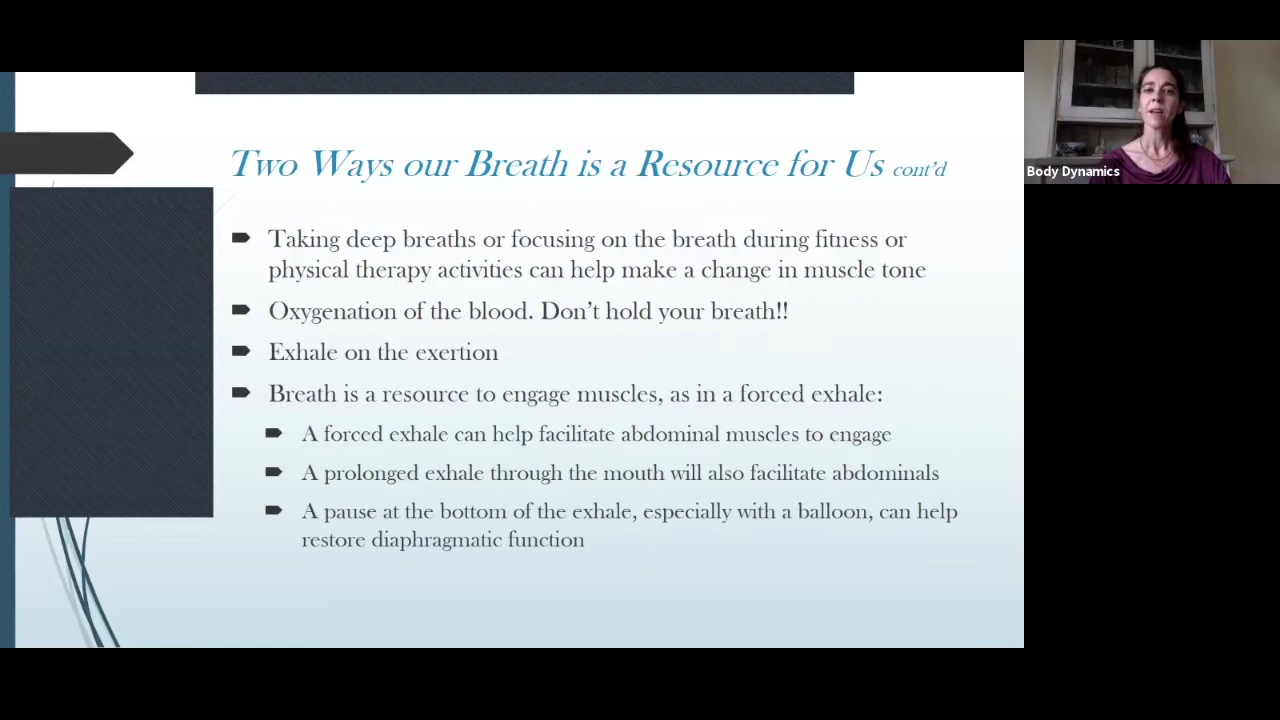 Two Ways our Breath is a Resource for Us cont'd
Taking deep breaths or focusing on the breath during fitness or
physical therapy activities can help make a change in muscle tone
Oxygenation of the blood. Don't hold your breath!!
Exhale on the exertion
Breath is a resource to engage muscles, as in a forced exhale:
A forced exhale can help facilitate abdominal muscles to engage
A prolonged exhale through the mouth will also facilitate abdominals
A pause at the bottom of the exhale, especially with a balloon, can help
restore diaphragmatic function
Body Dynamics